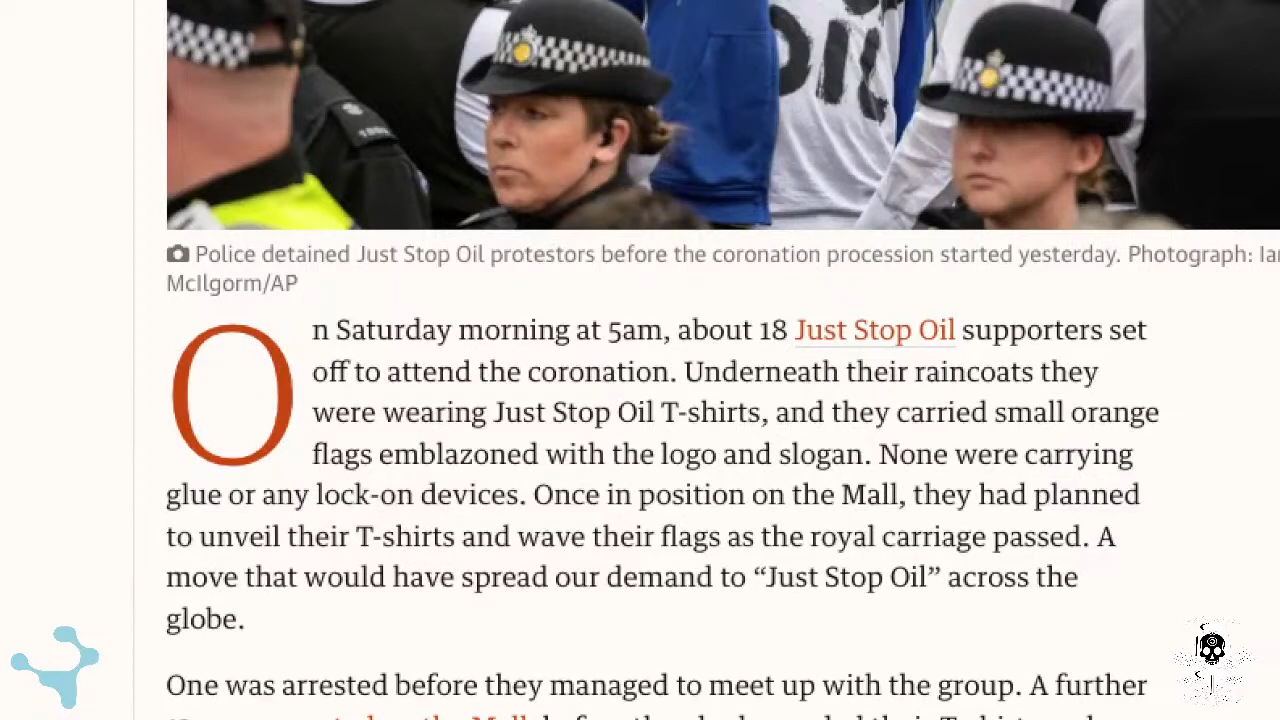 OIL
Police detained Just Stop Oil protestors before the coronation procession started yesterday. Photograph:
McIlgorm/AP
On Saturday morning at 5am, about 18 Just Stop Oil supporters set
off to attend the coronation. Underneath their raincoats they
were wearing Just Stop Oil T-shirts, and they carried small orange
flags emblazoned with the logo and slogan. None were carrying
glue or any lock-on devices. Once in position on the Mall, they had planned
to unveil their T-shirts and wave their flags as the royal carriage passed. A
move that would have spread our demand to “Just Stop Oil” across the
globe.
One was arrested before they managed to meet up with the group. A further